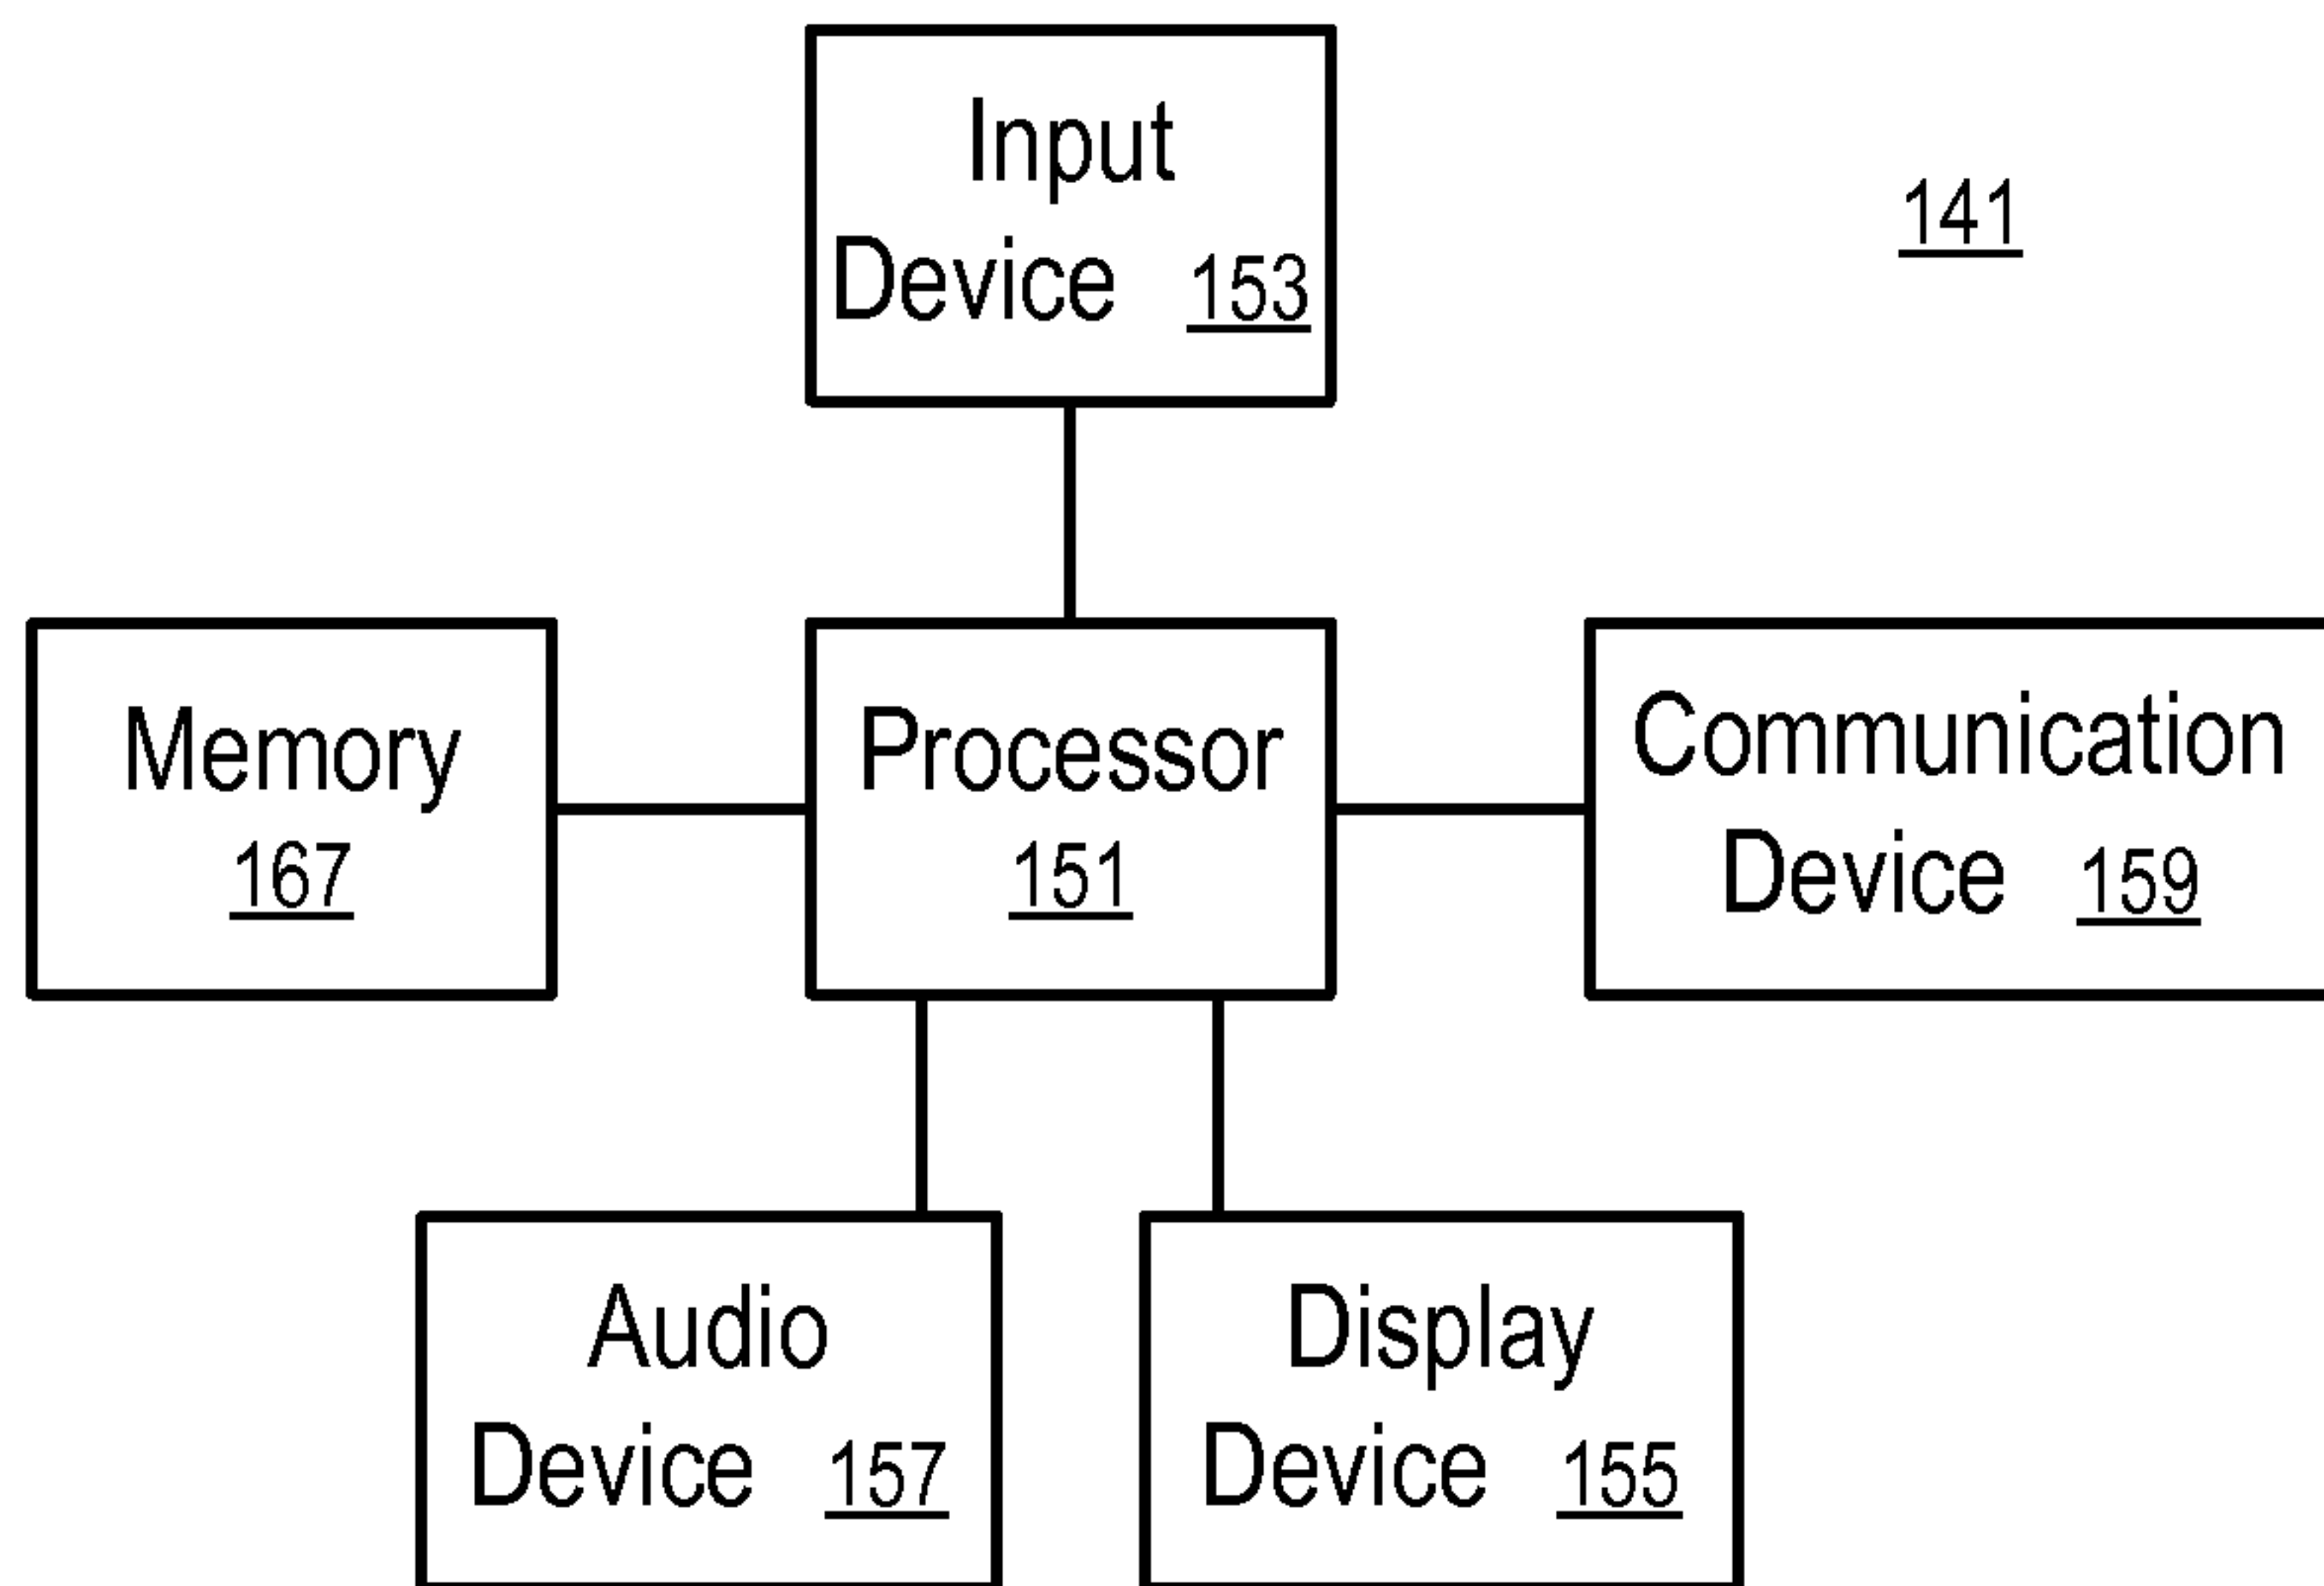 Input
Device 153
141
Memory
167
Processor
151
Communication
Device 159
Audio
Device 157
Display
Device 155